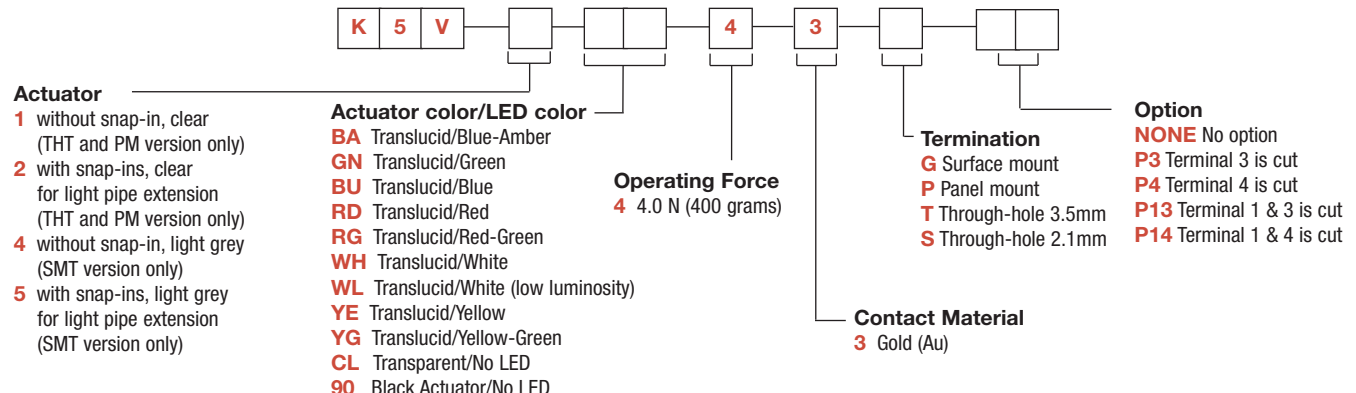 K 5 V 4 3
Actuator
1 without snap-in, clear
(THT and PM version only)
2 with snap-ins, clear
for light pipe extension
(THT and PM version only)
4 without snap-in, light grey
(SMT version only)
5 with snap-ins, light grey
for light pipe extension
(SMT version only)
Actuator color/LED color
BA Translucid/Blue-Amber
GN Translucid/Green
BU Translucid/Blue
RD Translucid/Red
RG Translucid/Red-Green
WH Translucid/White
WL Translucid/White (low luminosity)
YE Translucid/Yellow
YG Translucid/Yellow-Green
CL Transparent/No LED
90 Black Actuator/No LED
Operating Force
4 4.0 N (400 grams)
Contact Material
3 Gold (Au)
Termination
G Surface mount
P Panel mount
T Through-hole 3.5mm
S Through-hole 2.1mm
Option
NONE No option
P3 Terminal 3 is cut
P4 Terminal 4 is cut
P13 Terminal 1 & 3 is cut
P14 Terminal 1 & 4 is cut